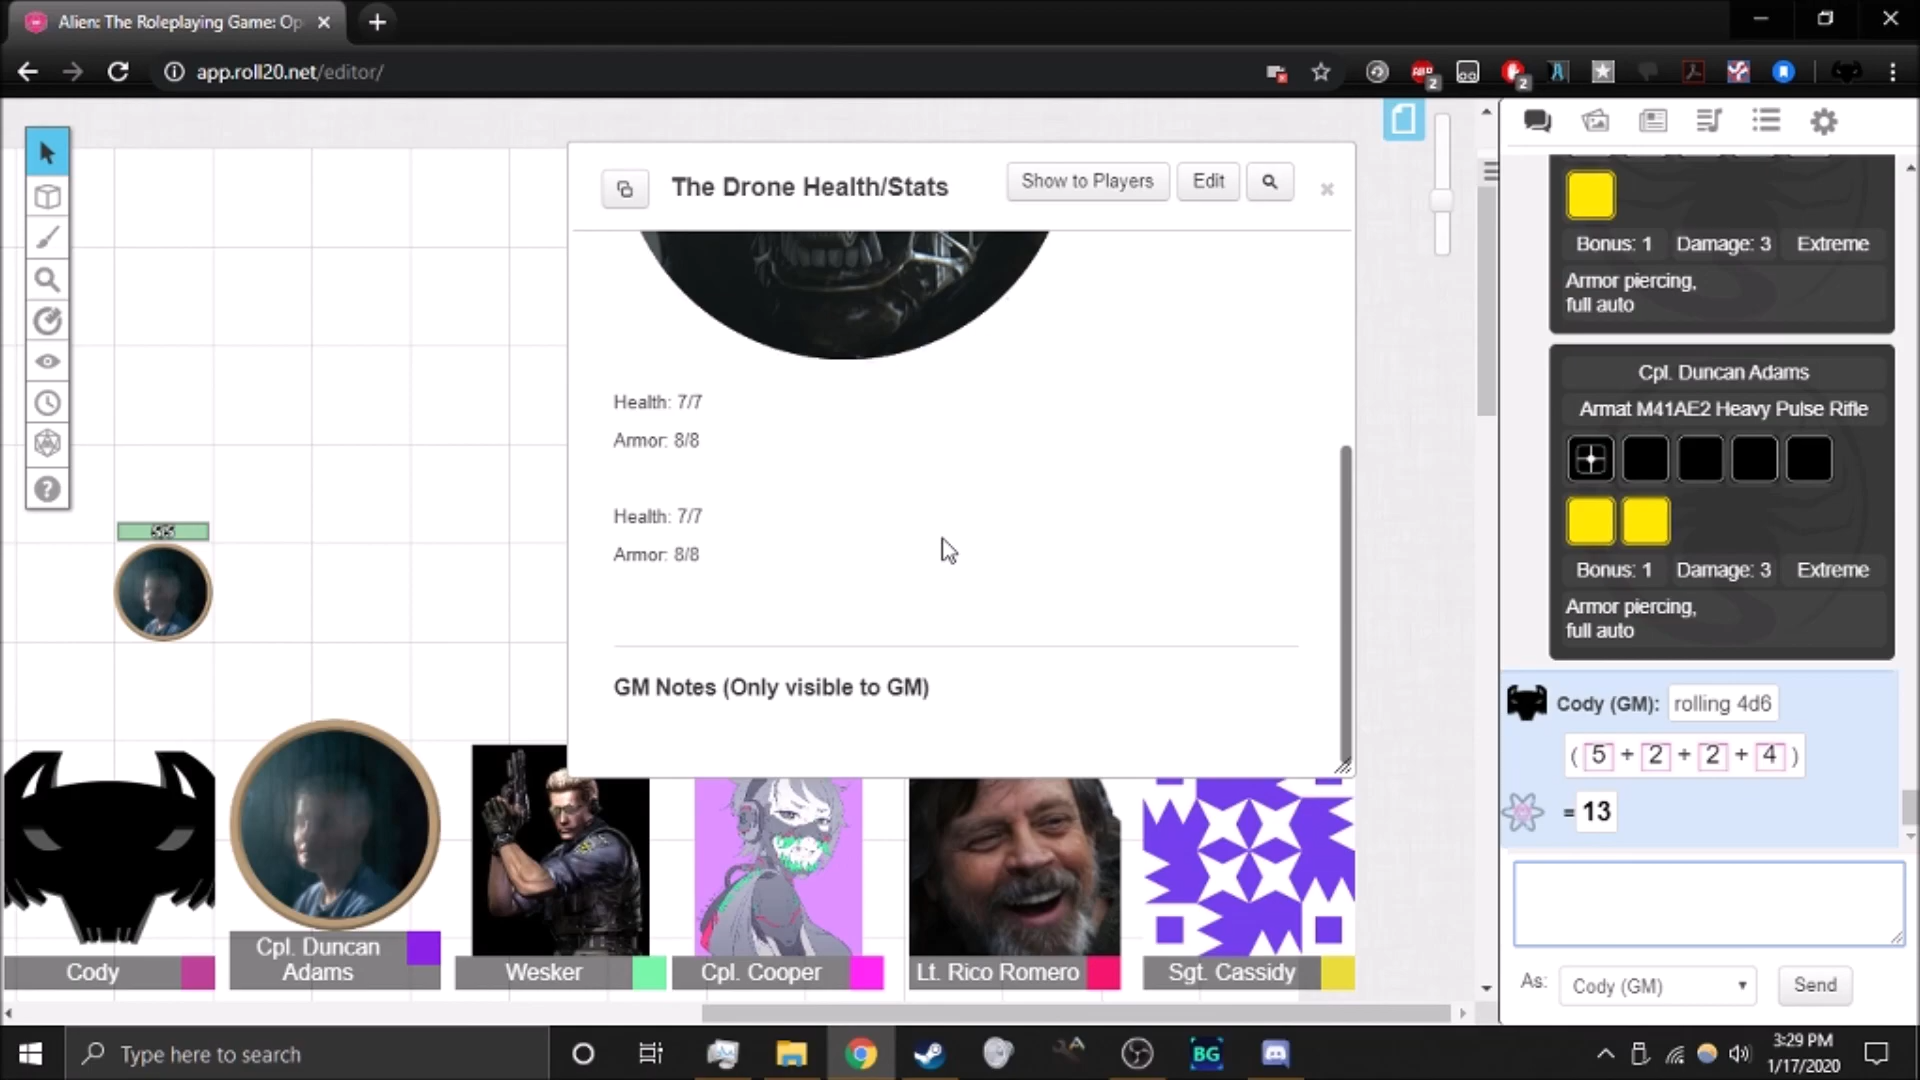 Alien: The Roleplaying Game: Op
app.roll20.net/editor/
2
2
The Drone Health/Stats
Show to Players
Edit
Health: 7/7
Armor: 8/8
Health: 7/7
Armor: 8/8
GM Notes (Only visible to GM)
Cody
Cpl. Duncan
Adams
Wesker
Cpl. Cooper
Lt. Rico Romero
Sgt. Cassidy
Bonus: 1 Damage: 3 Extreme
Armor piercing,
full auto
Cpl. Duncan Adams
Armat M41AE2 Heavy Pulse Rifle
Bonus: 1 Damage: 3 Extreme
Armor piercing,
full auto
Cody (GM): rolling 4d6
(5+2+2+4)
=13
As: Cody (GM) Send
Type here to search
BG
3:29 PM
1/17/2020